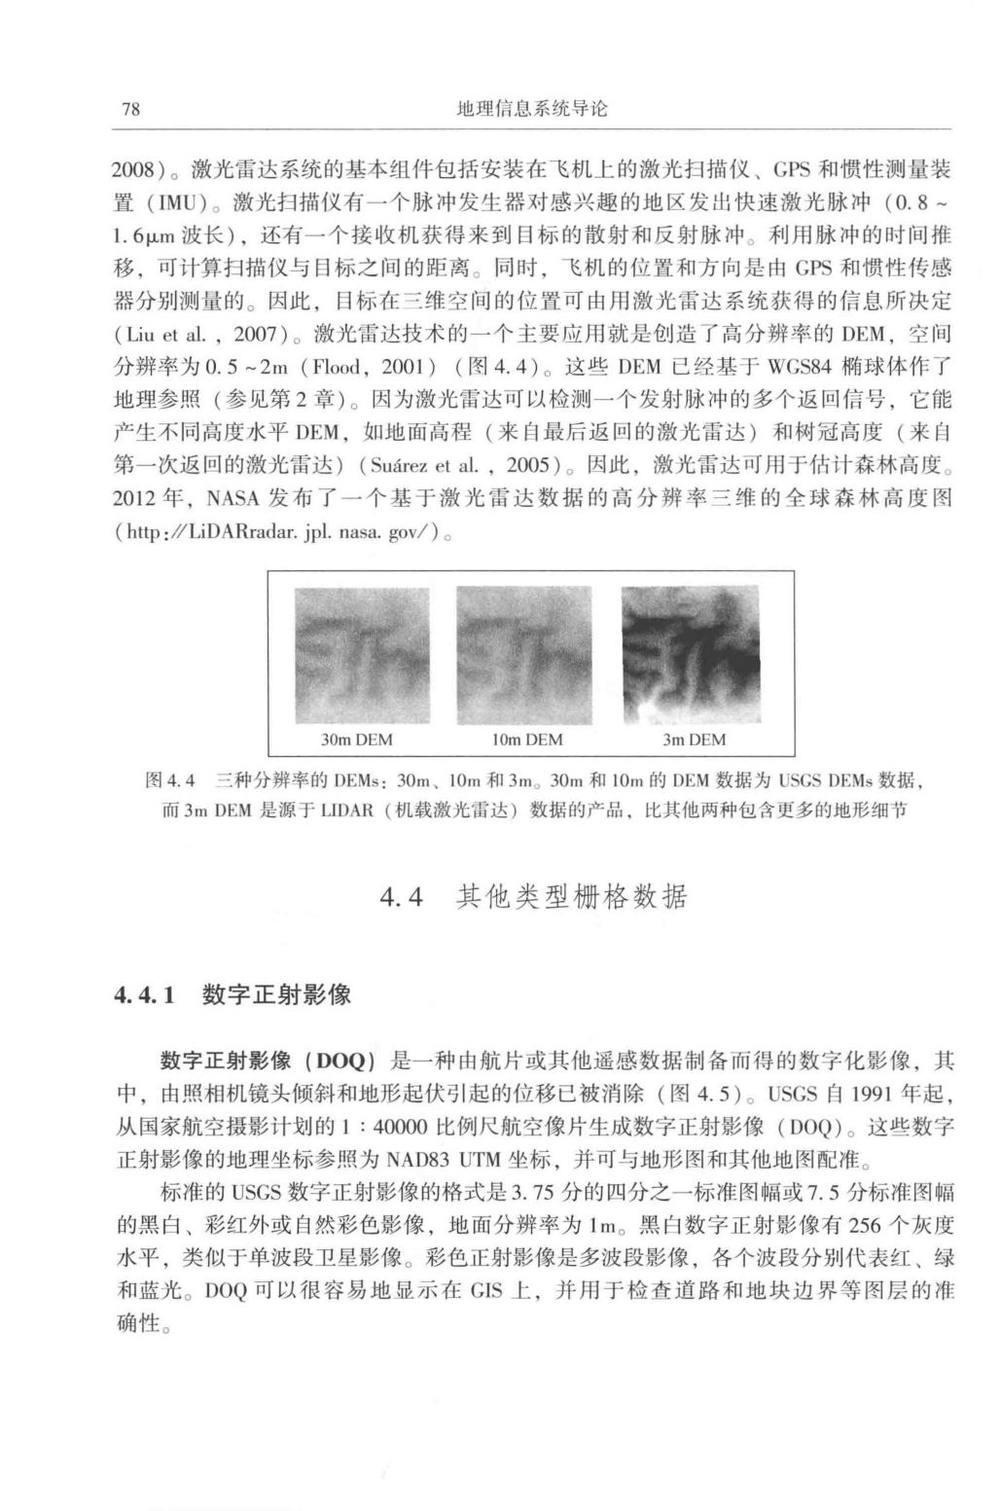 78
地理信息系统导论
2008)。激光雷达系统的基本组件包括安装在飞机上的激光扫描仪、GPS 和惯性测量装
置（IMU)。激光扫描仪有一个脉冲发生器对感兴趣的地区发出快速激光脉冲（0.8 ~
1.6μm 波长），还有一个接收机获得来到目标的散射和反射脉冲。利用脉冲的时间推
移，可计算扫描仪与目标之间的距离。同时，飞机的位置和方向是由 GPS 和惯性传感
器分别测量的。因此，目标在三维空间的位置可由用激光雷达系统获得的信息所决定
(Liu et al. , 2007)。激光雷达技术的一个主要应用就是创造了高分辨率的 DEM，空间
分辨率为 0.5 ~ 2m（Flood，2001）（图 4.4)。这些 DEM 已经基于 WGS84 椭球体作了
地理参照（参见第 2 章)。因为激光雷达可以检测一个发射脉冲的多个返回信号，它能
产生不同高度水平 DEM，如地面高程（来自最后返回的激光雷达）和树冠高度（来自
第一次返回的激光雷达）(Suárez et al. , 2005)。因此，激光雷达可用于估计森林高度。
2012 年，NASA 发布了一个基于激光雷达数据的高分辨率三维的全球森林高度图
(http://LiDARradar. jpl. nasa. gov/)。
30m DEM 10m DEM 3m DEM
图 4.4 三种分辨率的 DEMs：30m、10m 和 3m。30m 和 10m 的 DEM 数据为 USGS DEMs 数据，
而 3m DEM 是源于 LIDAR（机载激光雷达）数据的产品，比其他两种包含更多的地形细节
4.4 其他类型栅格数据
4.4.1 数字正射影像
数字正射影像（DOQ）是一种由航片或其他遥感数据制备而得的数字化影像，其
中，由照相机镜头倾斜和地形起伏引起的位移已被消除（图 4.5)。USGS 自 1991 年起，
从国家航空摄影计划的 1：40000 比例尺航空像片生成数字正射影像（DOQ)。这些数字
正射影像的地理坐标参照为 NAD83 UTM 坐标，并可与地形图和其他地图配准。
标准的 USGS 数字正射影像的格式是 3.75 分的四分之一标准图幅或 7.5 分标准图幅
的黑白、彩红外或自然彩色影像，地面分辨率为 1m。黑白数字正射影像有 256 个灰度
水平，类似于单波段卫星影像。彩色正射影像是多波段影像，各个波段分别代表红、绿
和蓝光。DOQ 可以很容易地显示在 GIS 上，并用于检查道路和地块边界等图层的准
确性。